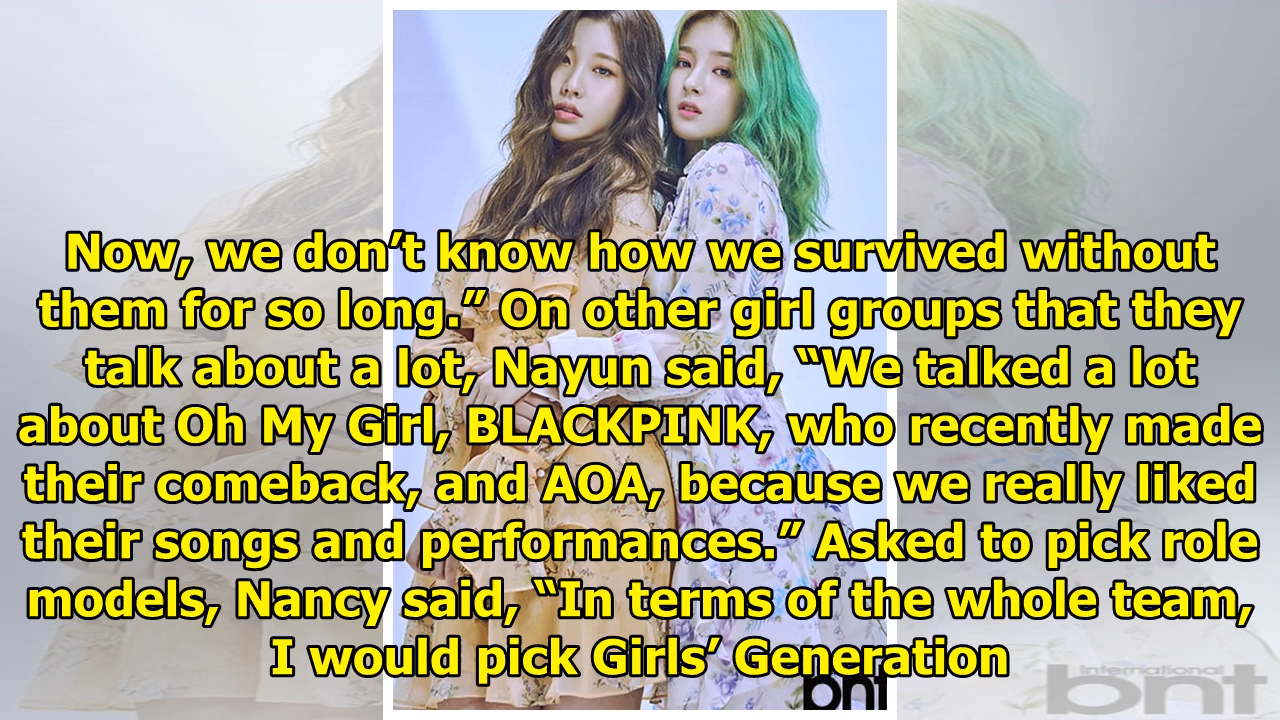 Now, we don’t know how we survived without
them for so long.” On other girl groups that they
talk about a lot, Nayun said, “We talked a lot
about Oh My Girl, BLACKPINK, who recently made
their comeback, and AOA, because we really liked
their songs and performances.” Asked to pick role
models, Nancy said, “In terms of the whole team,
I would pick Girls’ Generation
bnt
International
bnt